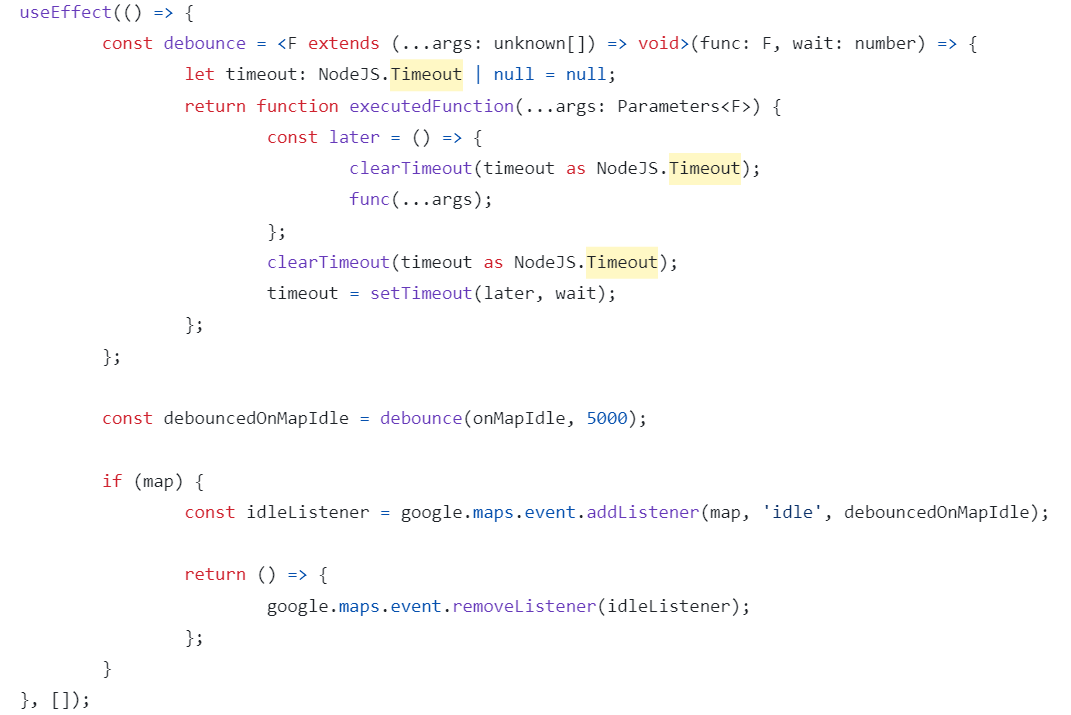 useEffect(() => {
const debounce = <F extends (...args: unknown[]) => void>(func: F, wait: number) => {
let timeout: NodeJS.Timeout | null = null;
return function executedFunction(...args: Parameters<F>) {
const later = () => {
clearTimeout(timeout as NodeJS.Timeout);
func(...args);
};
clearTimeout(timeout as NodeJS.Timeout);
timeout = setTimeout(later, wait);
};
};
const debouncedOnMapIdle = debounce(onMapIdle, 5000);
if (map) {
const idleListener = google.maps.event.addListener(map, 'idle', debouncedOnMapIdle);
return () => {
google.maps.event.removeListener(idleListener);
};
}
}, []);